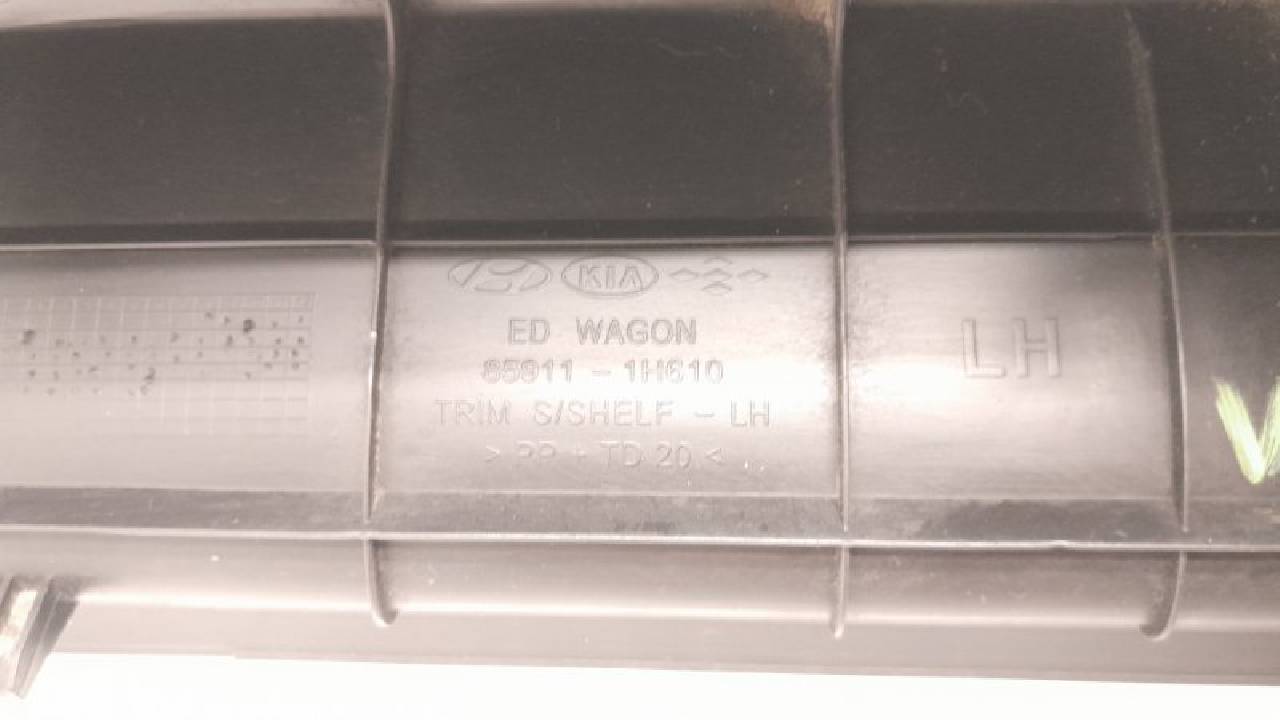 KIA
ED WAGON
85911 - 1H610
TRIM S/SHELF - LH
> PP + TD 20 <
LH
V